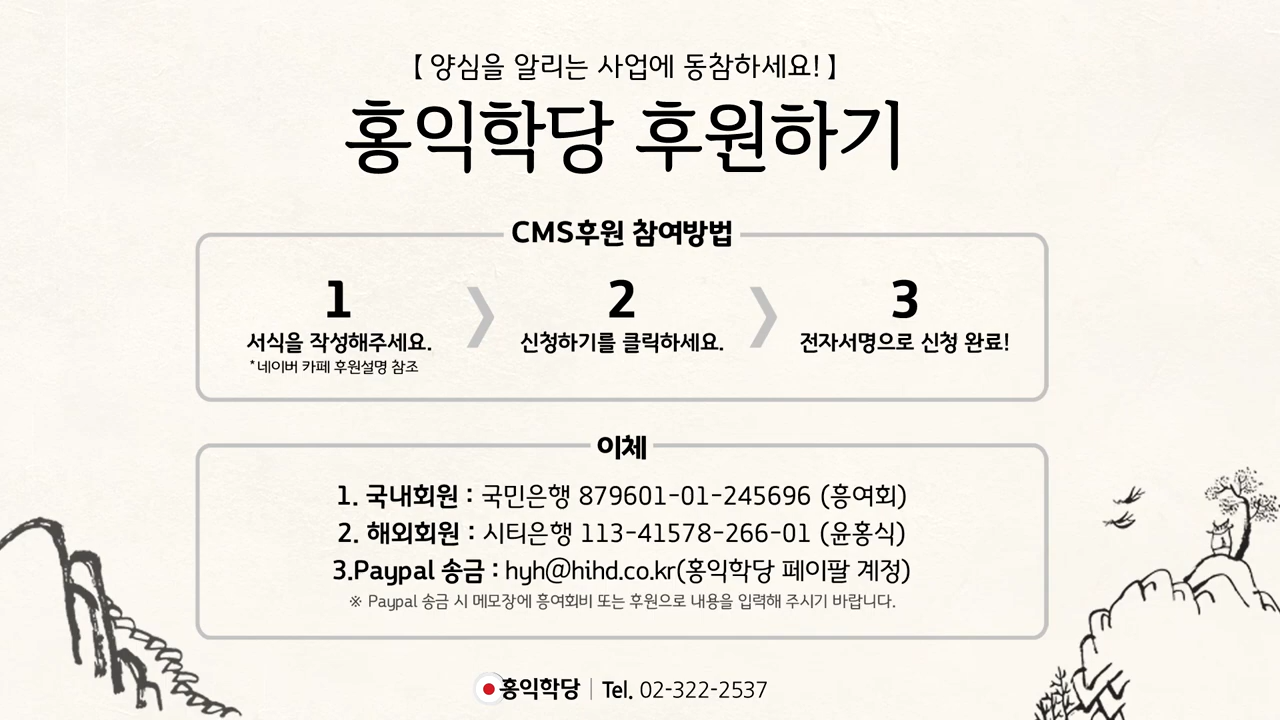 【 양심을 알리는 사업에 동참하세요! 】
홍익학당 후원하기
CMS후원 참여방법
1
서식을 작성해주세요.
*네이버 카페 후원설명 참조
2
신청하기를 클릭하세요.
3
전자서명으로 신청 완료!
이체
1. 국내회원 : 국민은행 879601-01-245696 (흥여회)
2. 해외회원 : 시티은행 113-41578-266-01 (윤홍식)
3.Paypal 송금 : hyh@hihd.co.kr(홍익학당 페이팔 계정)
※ Paypal 송금 시 메모장에 흥여회비 또는 후원으로 내용을 입력해 주시기 바랍니다.
홍익학당 | Tel. 02-322-2537